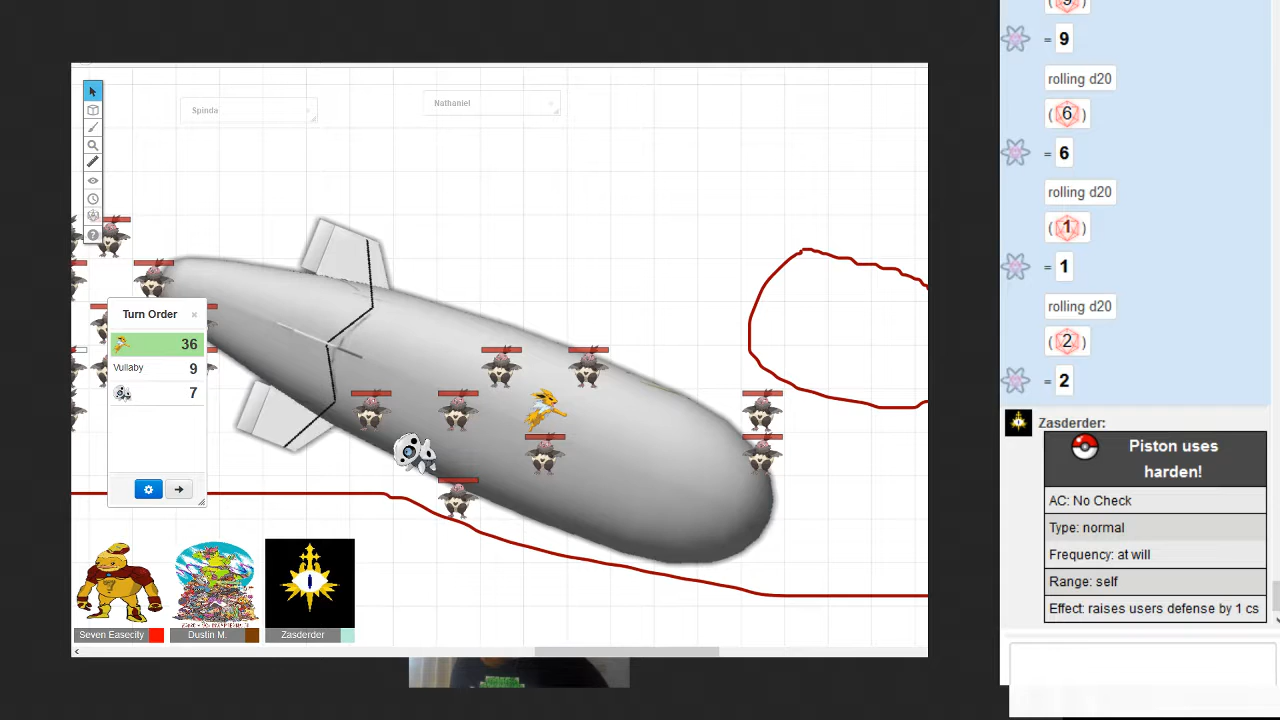 Spinda
Nathaniel
Turn Order
36
Vullaby 9
7
Seven Easecity
Dustin M.
Zasderder
= 9
rolling d20
( 6 )
= 6
rolling d20
( 1 )
= 1
rolling d20
( 2 )
= 2
Zasderder:
Piston uses
harden!
AC: No Check
Type: normal
Frequency: at will
Range: self
Effect: raises users defense by 1 cs